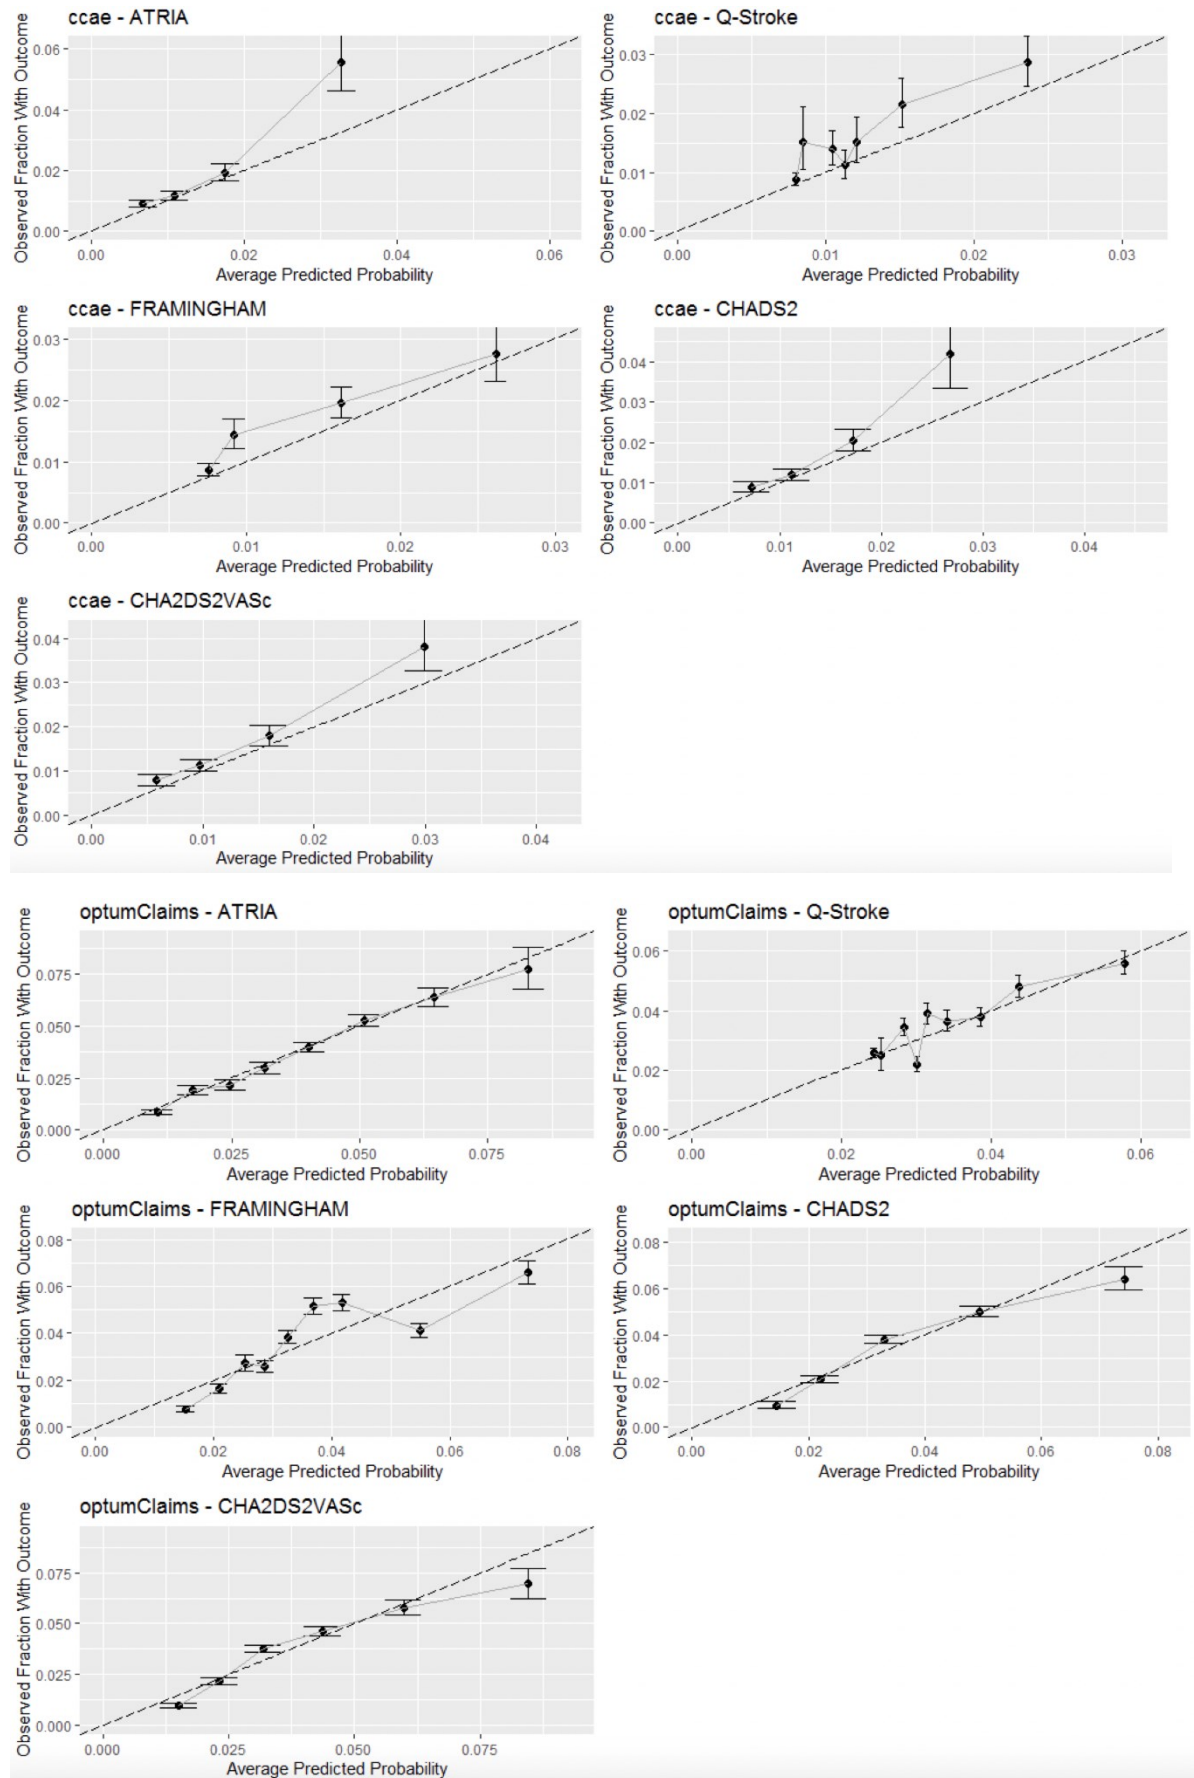 ccae - ATRIA
Observed Fraction With Outcome
0.06
0.04
0.02
0.00
0.00 0.02 0.04 0.06
Average Predicted Probability
ccae - Q-Stroke
Observed Fraction With Outcome
0.03
0.02
0.01
0.00
0.00 0.01 0.02 0.03
Average Predicted Probability
ccae - FRAMINGHAM
Observed Fraction With Outcome
0.03
0.02
0.01
0.00
0.00 0.01 0.02 0.03
Average Predicted Probability
ccae - CHADS2
Observed Fraction With Outcome
0.04
0.03
0.02
0.01
0.00
0.00 0.01 0.02 0.03 0.04
Average Predicted Probability
ccae - CHA2DS2VASc
Observed Fraction With Outcome
0.04
0.03
0.02
0.01
0.00
0.00 0.01 0.02 0.03 0.04
Average Predicted Probability
optumClaims - ATRIA
Observed Fraction With Outcome
0.075
0.050
0.025
0.000
0.000 0.025 0.050 0.075
Average Predicted Probability
optumClaims - Q-Stroke
Observed Fraction With Outcome
0.06
0.04
0.02
0.00
0.00 0.02 0.04 0.06
Average Predicted Probability
optumClaims - FRAMINGHAM
Observed Fraction With Outcome
0.08
0.06
0.04
0.02
0.00
0.00 0.02 0.04 0.06 0.08
Average Predicted Probability
optumClaims - CHADS2
Observed Fraction With Outcome
0.08
0.06
0.04
0.02
0.00
0.00 0.02 0.04 0.06 0.08
Average Predicted Probability
optumClaims - CHA2DS2VASc
Observed Fraction With Outcome
0.075
0.050
0.025
0.000
0.000 0.025 0.050 0.075
Average Predicted Probability